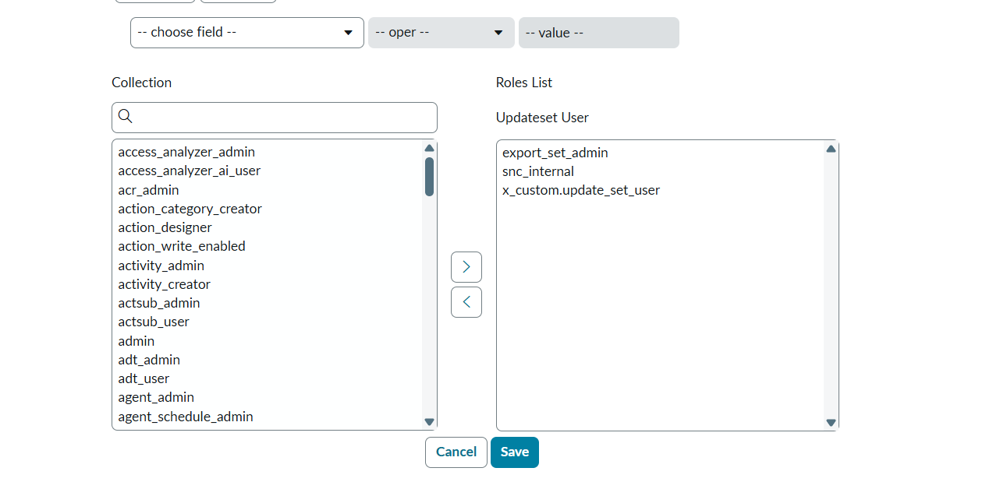 -- choose field --
-- oper --
-- value --
Collection
Roles List
Updateset User
access_analyzer_admin
access_analyzer_ai_user
acr_admin
action_category_creator
action_designer
action_write_enabled
activity_admin
activity_creator
actsub_admin
actsub_user
admin
adt_admin
adt_user
agent_admin
agent_schedule_admin
export_set_admin
snc_internal
x_custom.update_set_user
Cancel
Save